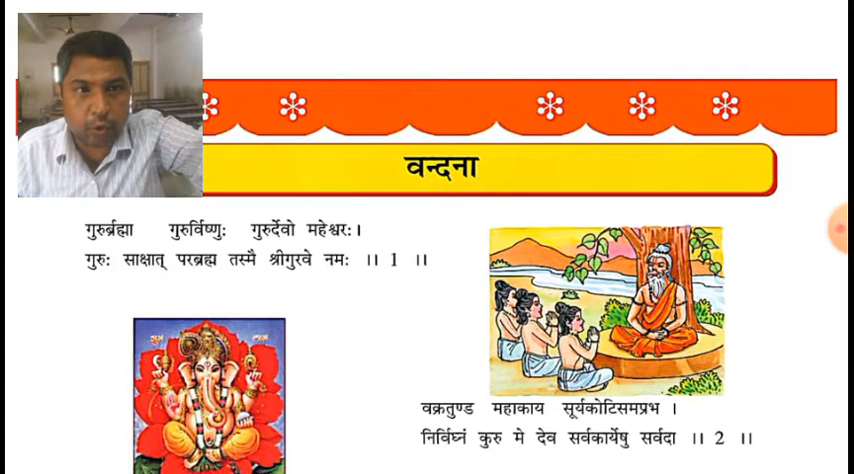 वन्दना
गुरुर्ब्रह्मा गुरुर्विष्णुः गुरुर्देवो महेश्वरः।
गुरुः साक्षात् परब्रह्म तस्मै श्रीगुरवे नमः ।। 1 ।।
शुभ लाभ
वक्रतुण्ड महाकाय सूर्यकोटिसमप्रभ ।
निर्विघ्नं कुरु मे देव सर्वकार्येषु सर्वदा ।। 2 ।।